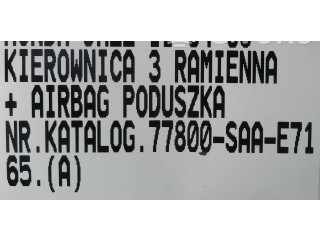 KIEROWNICA 3 RAMIENNA
+ AIRBAG PODUSZKA
NR.KATALOG.77800-SAA-E71
65.(A)